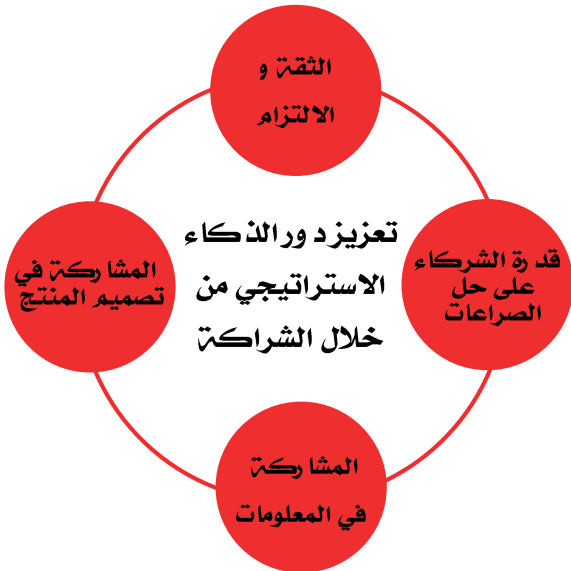 الثقة و
الالتزام
تعزيز دور الذكاء
الاستراتيجي من
خلال الشراكة
قدرة الشركاء
على حل
الصراعات
المشاركة في
تصميم المنتج
المشاركة
في المعلومات